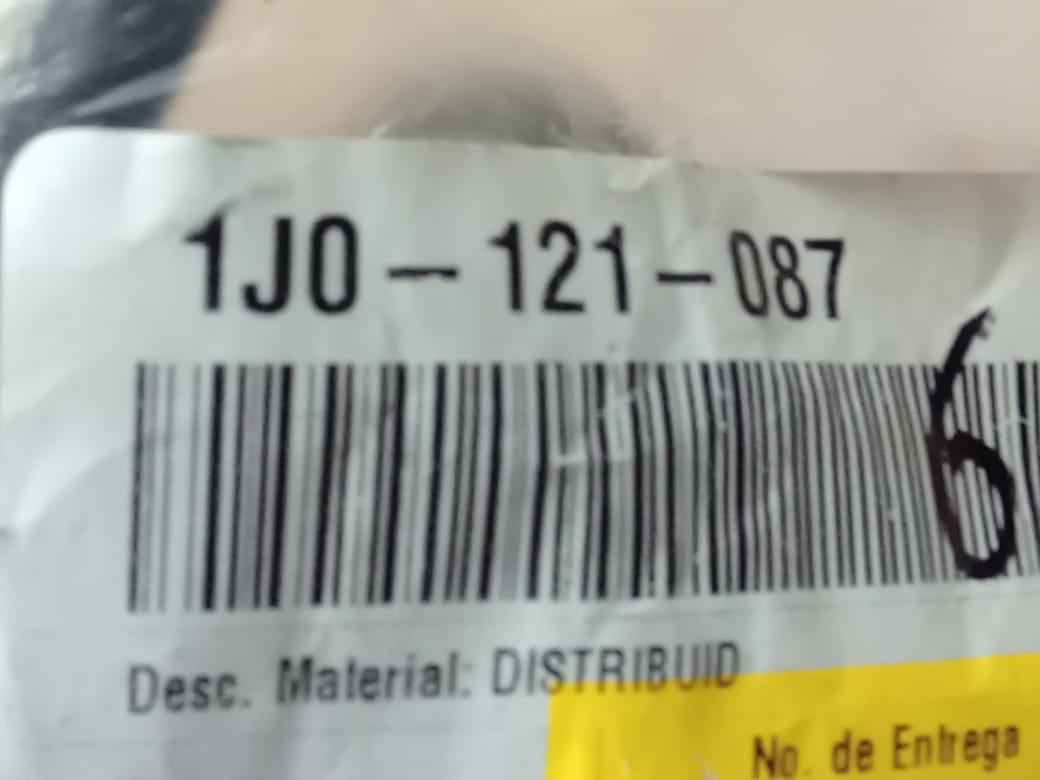 1J0-121-087
6
Desc. Material: DISTRIBUID
No. de Entrega